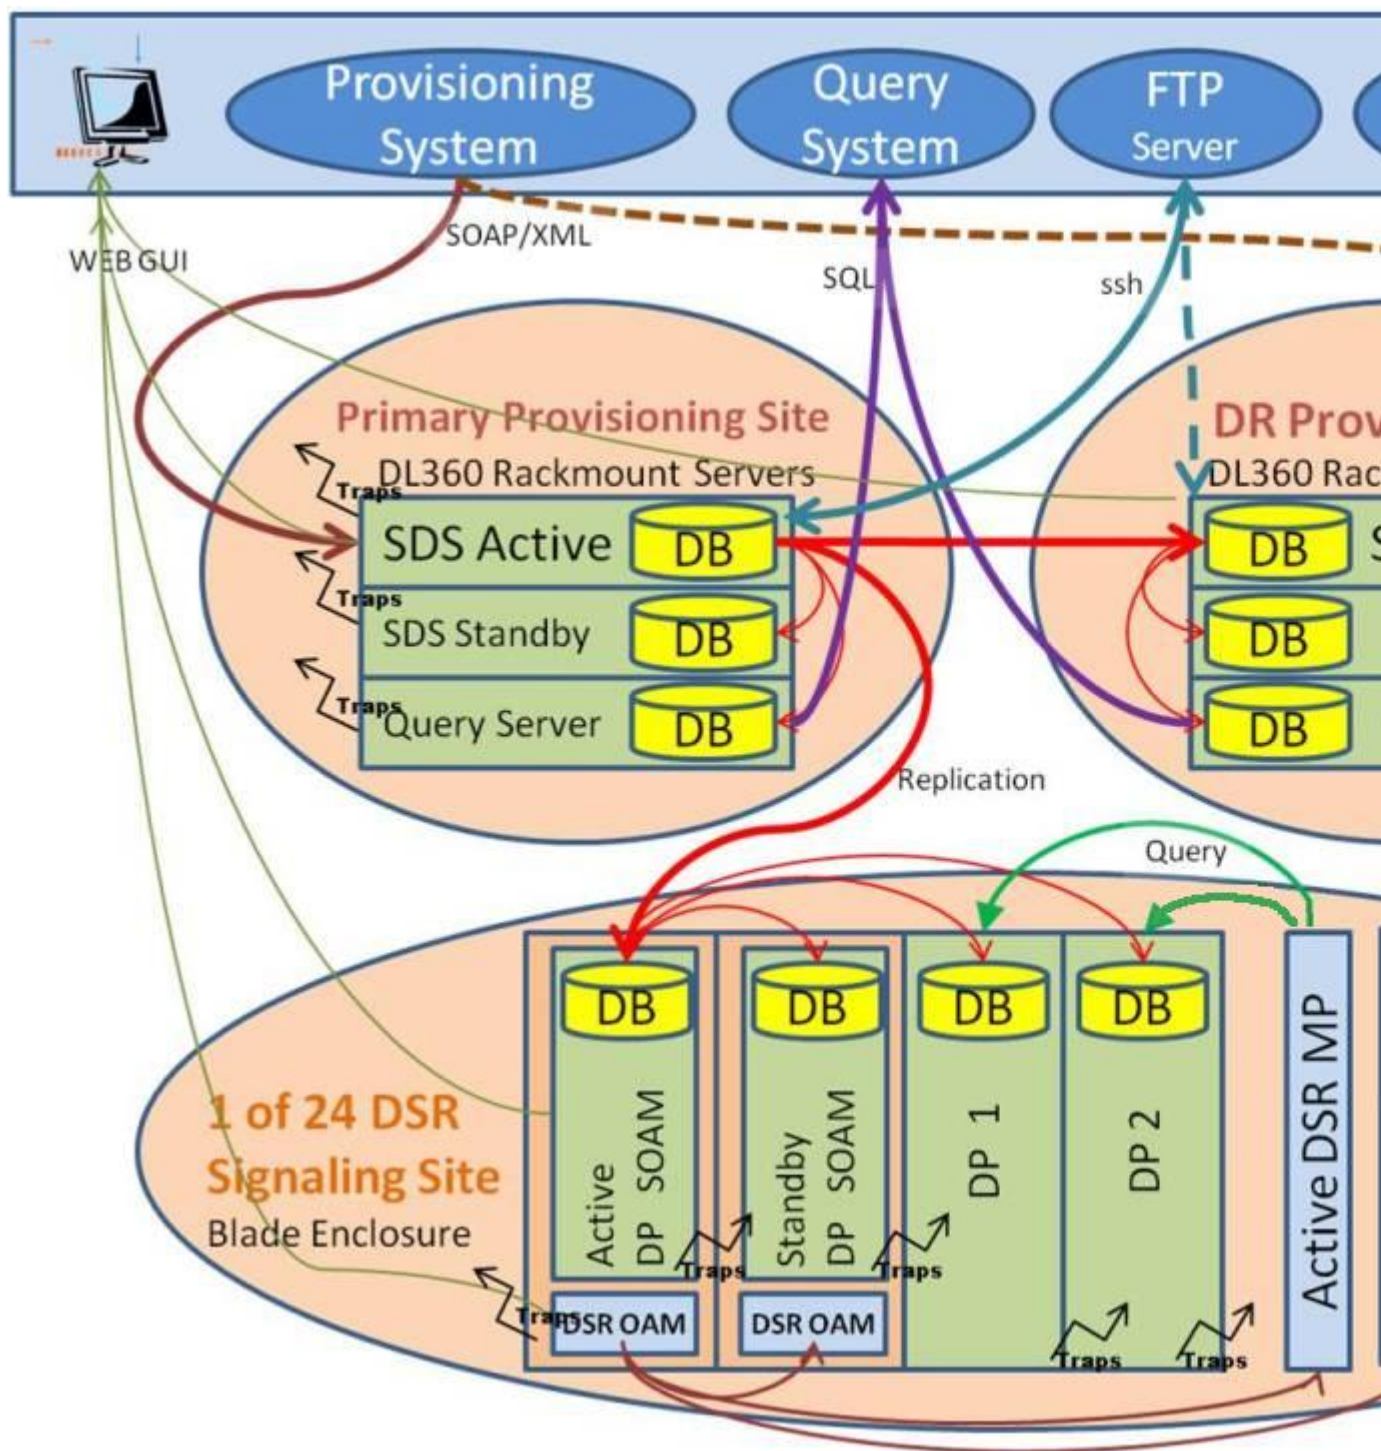 Provisioning
System
Query
System
FTP
Server
WEB GUI
SOAP/XML
SQL
ssh
Primary Provisioning Site
DL360 Rackmount Servers
Traps
SDS Active
DB
Traps
SDS Standby
DB
Traps
Query Server
DB
DR Prov
DL360 Rac
DB
S
DB
DB
Replication
Query
1 of 24 DSR
Signaling Site
Blade Enclosure
DB
Active
DP SOAM
Traps
DB
Standby
DP SOAM
Traps
DB
DP 1
Traps
DB
DP 2
Traps
Active DSR MP
Traps
DSR OAM
DSR OAM